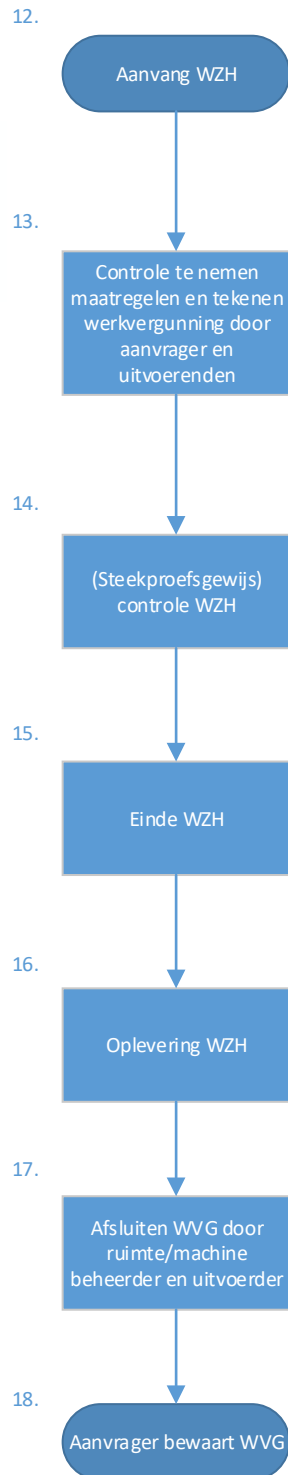 12.
Aanvang WZH
13.
Controle te nemen
maatregelen en tekenen
werkvergunning door
aanvrager en
uitvoerenden
14.
(Steekproefsgewijs)
controle WZH
15.
Einde WZH
16.
Oplevering WZH
17.
Afsluiten WVG door
ruimte/machine
beheerder en uitvoerder
18.
Aanvrager bewaart WVG